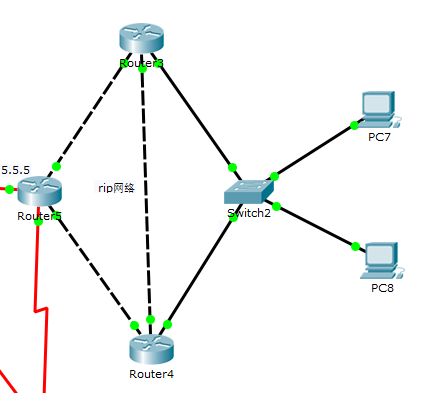 Router3
PC7
5.5.5
rip网络
Router5
Switch2
PC8
Router4